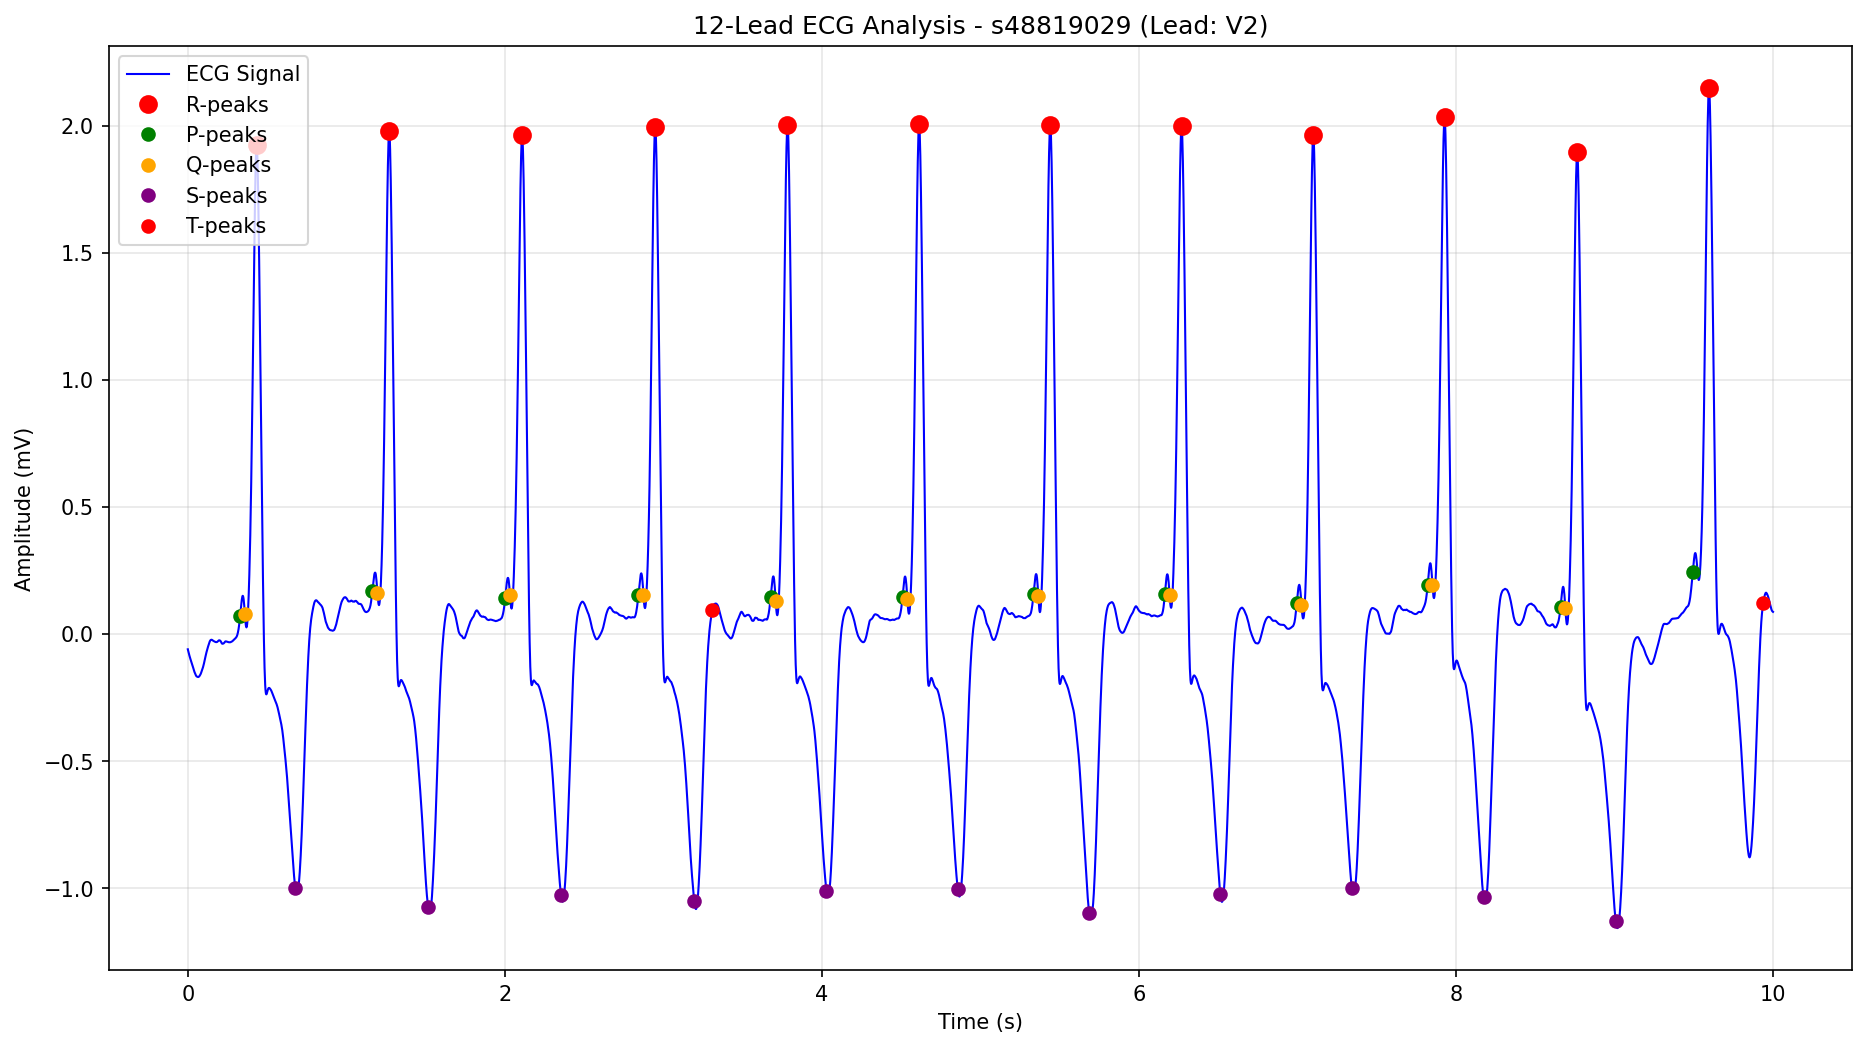 12-Lead ECG Analysis - s48819029 (Lead: V2)
ECG Signal
R-peaks
P-peaks
Q-peaks
S-peaks
T-peaks
Amplitude (mV)
2.0
1.5
1.0
0.5
0.0
−0.5
−1.0
0 2 4 6 8 10
Time (s)